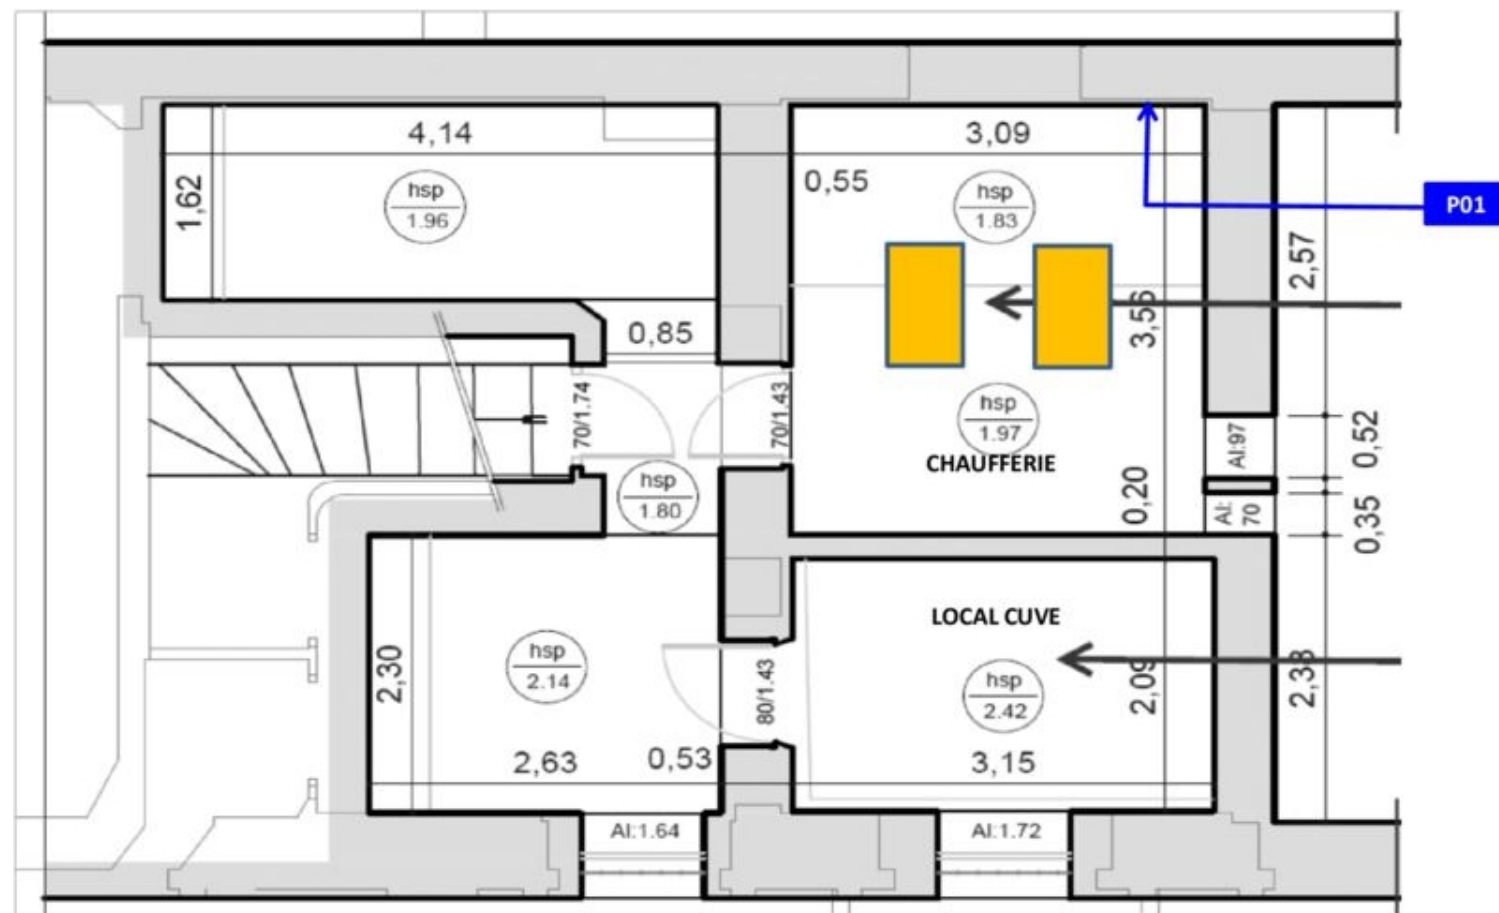 4,14
3,09
1,62
hsp
1.96
0,55
hsp
1.83
P01
2,57
3,56
0,85
70/1.74
70/1.43
hsp
1.97
CHAUFFERIE
Al:97
0,52
hsp
1.80
0,20
Al:
70
0,35
LOCAL CUVE
hsp
2.14
2,30
80/1.43
hsp
2.42
2,09
2,38
2,63
0,53
3,15
Al:1.64
Al:1.72